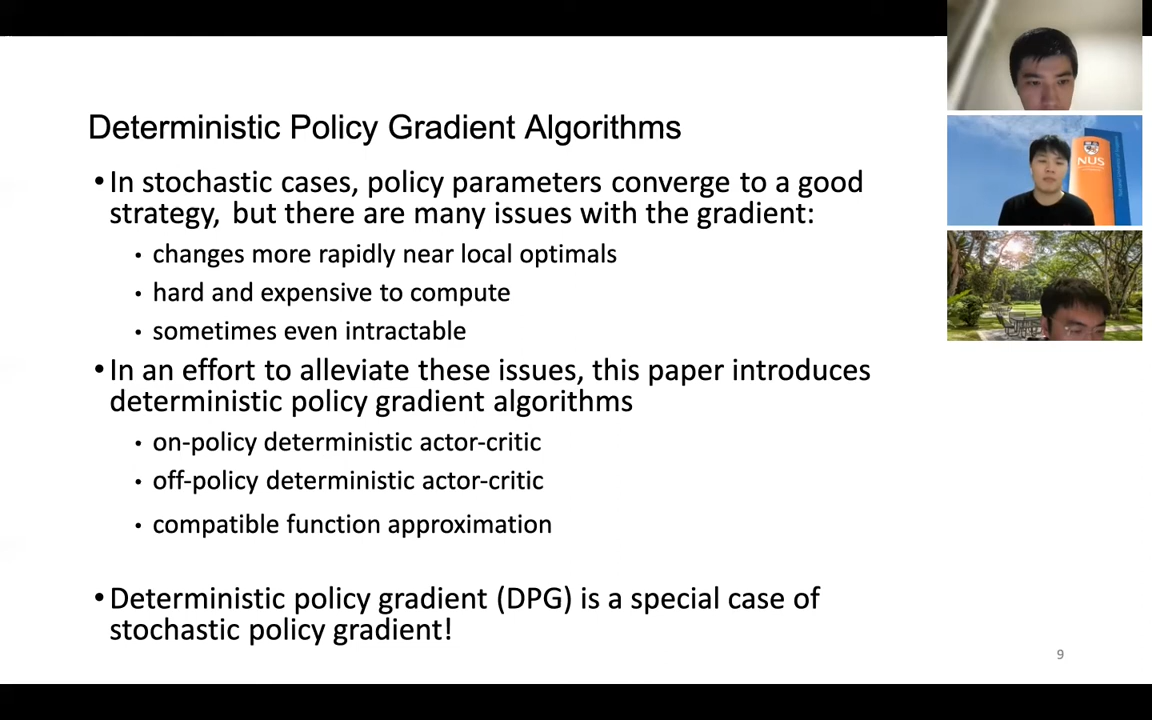 Deterministic Policy Gradient Algorithms
•In stochastic cases, policy parameters converge to a good
strategy, but there are many issues with the gradient:
• changes more rapidly near local optimals
• hard and expensive to compute
• sometimes even intractable
•In an effort to alleviate these issues, this paper introduces
deterministic policy gradient algorithms
• on-policy deterministic actor-critic
• off-policy deterministic actor-critic
• compatible function approximation
•Deterministic policy gradient (DPG) is a special case of
stochastic policy gradient!
9
NUS